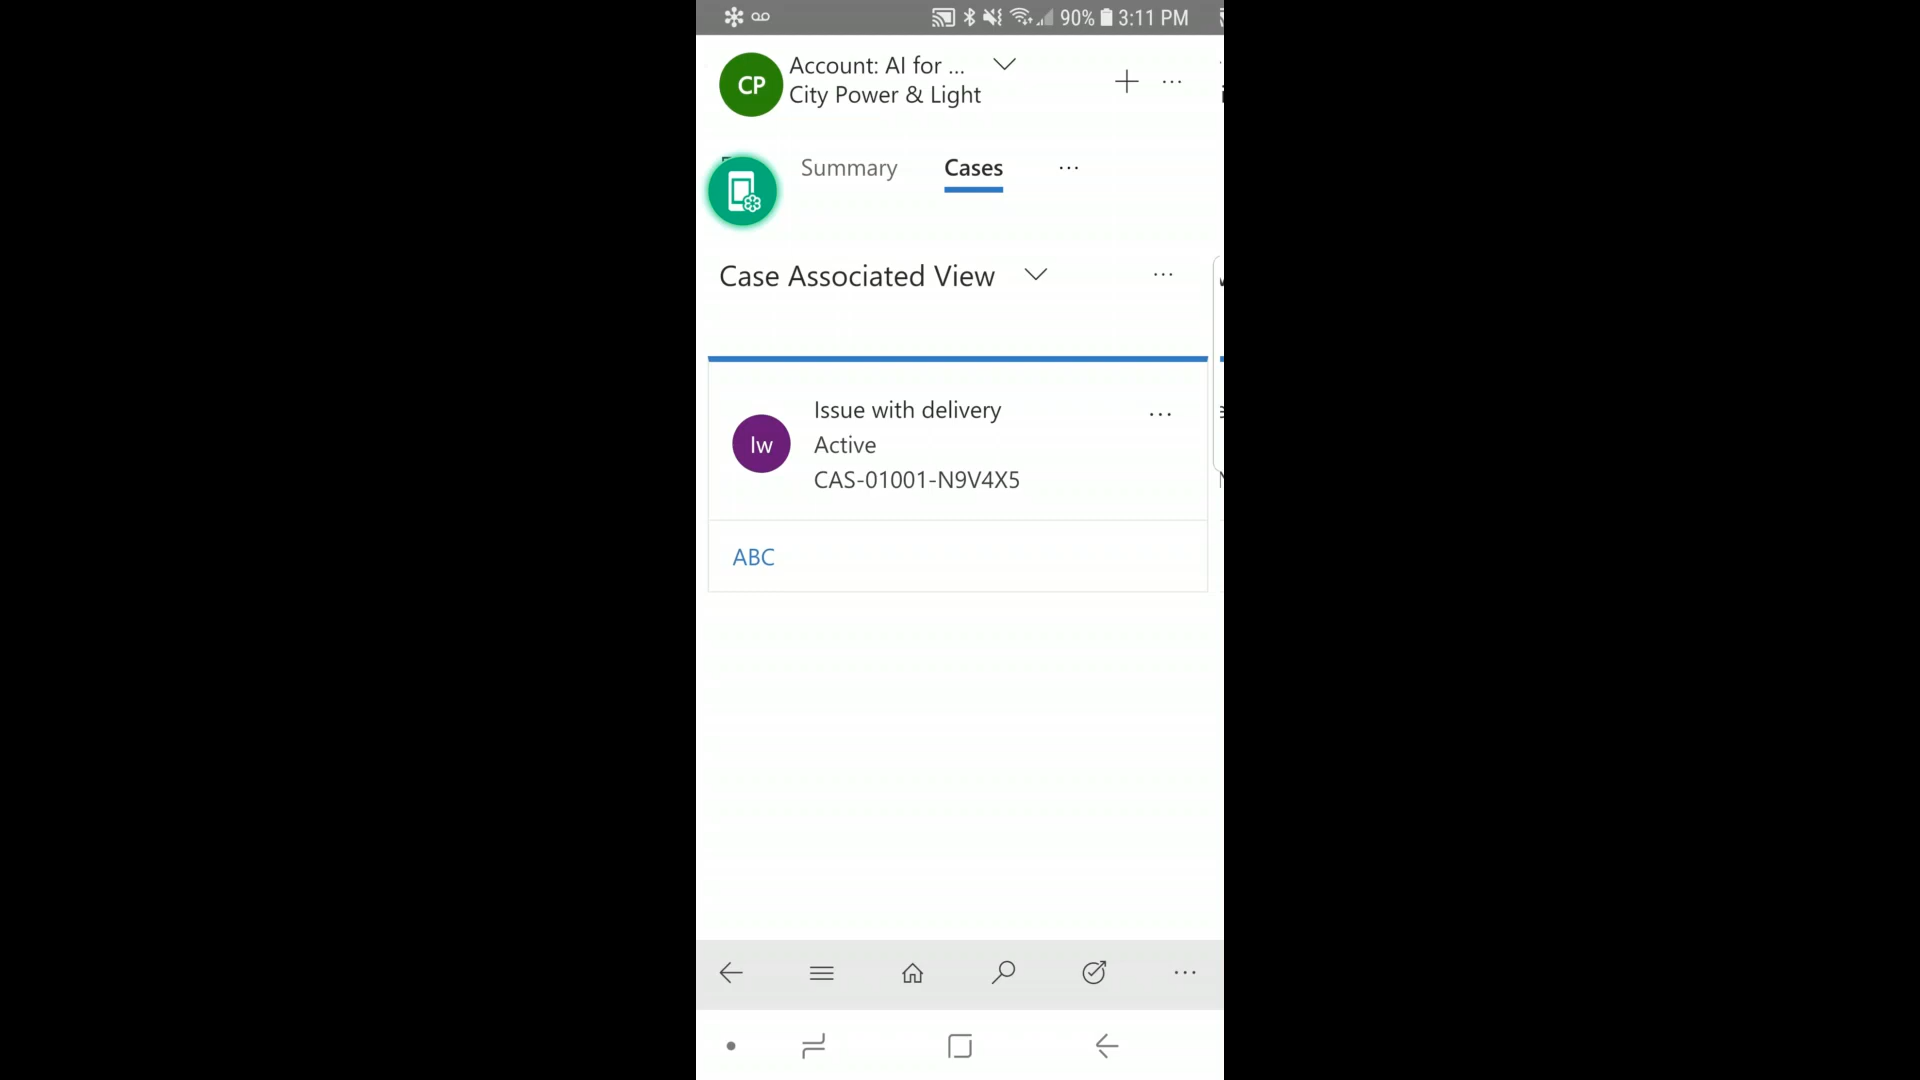 90% 3:11 PM
CP
Account: AI for ...
City Power & Light
Summary
Cases
...
Case Associated View
...
Iw
Issue with delivery
...
Active
CAS-01001-N9V4X5
ABC